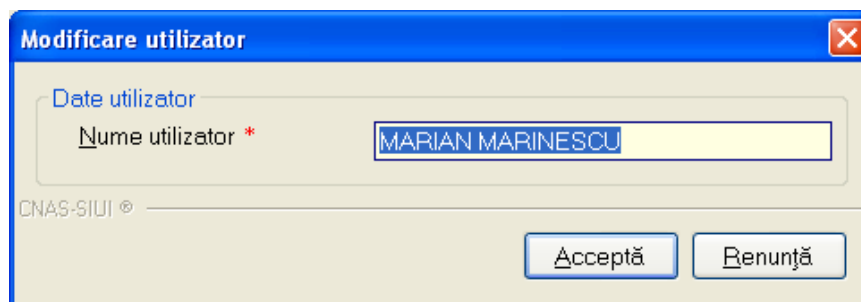 Modificare utilizator
Date utilizator
Nume utilizator * MARIAN MARINESCU
CNAS-SIUI ®
Acceptă Renunţă